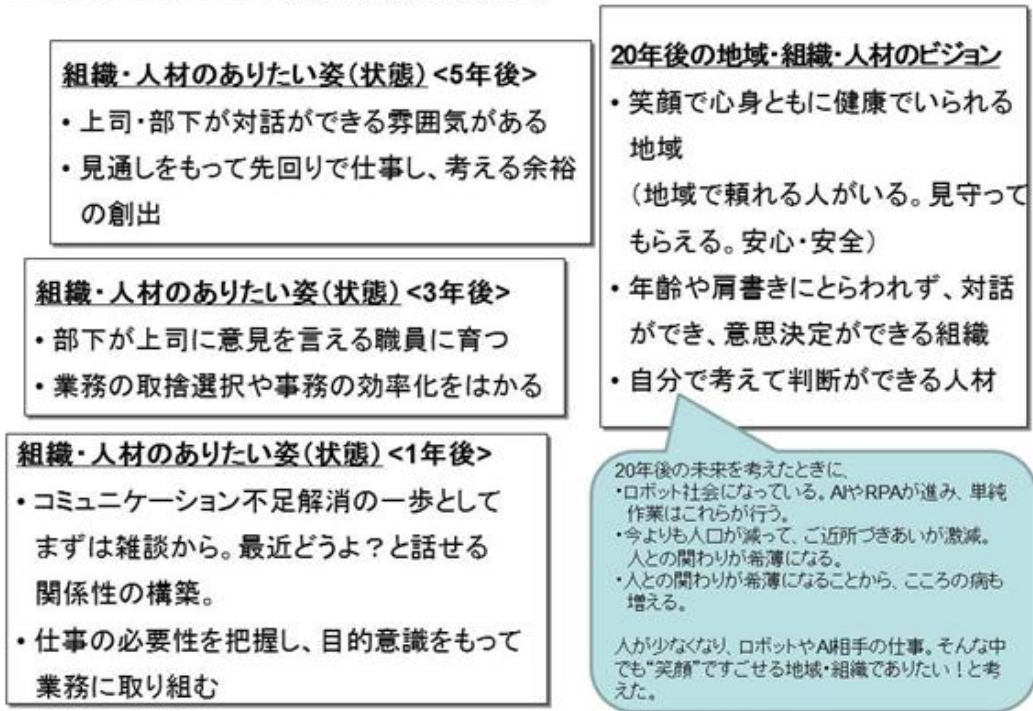 組織・人材のありたい姿(状態) <5年後>
・上司・部下が対話ができる雰囲気がある
・見通しをもって先回りで仕事し、考える余裕
の創出
組織・人材のありたい姿(状態) <3年後>
・部下が上司に意見を言える職員に育つ
・業務の取捨選択や事務の効率化をはかる
組織・人材のありたい姿(状態) <1年後>
・コミュニケーション不足解消の一歩として
まずは雑談から。最近どうよ?と話せる
関係性の構築。
・仕事の必要性を把握し、目的意識をもって
業務に取り組む
20年後の地域・組織・人材のビジョン
・笑顔で心身ともに健康でいられる
地域
(地域で頼れる人がいる。見守って
もらえる。安心・安全)
・年齢や肩書きにとらわれず、対話
ができ、意思決定ができる組織
・自分で考えて判断ができる人材
20年後の未来を考えたときに、
・ロボット社会になっている。AIやRPAが進み、単純
作業はこれらが行う。
・今よりも人口が減って、ご近所づきあいが激減。
人との関わりが希薄になる。
・人との関わりが希薄になることから、こころの病も
増える。
人が少なくなり、ロボットやAI相手の仕事。そんな中
でも“笑顔”ですごせる地域・組織でありたい!と考
えた。